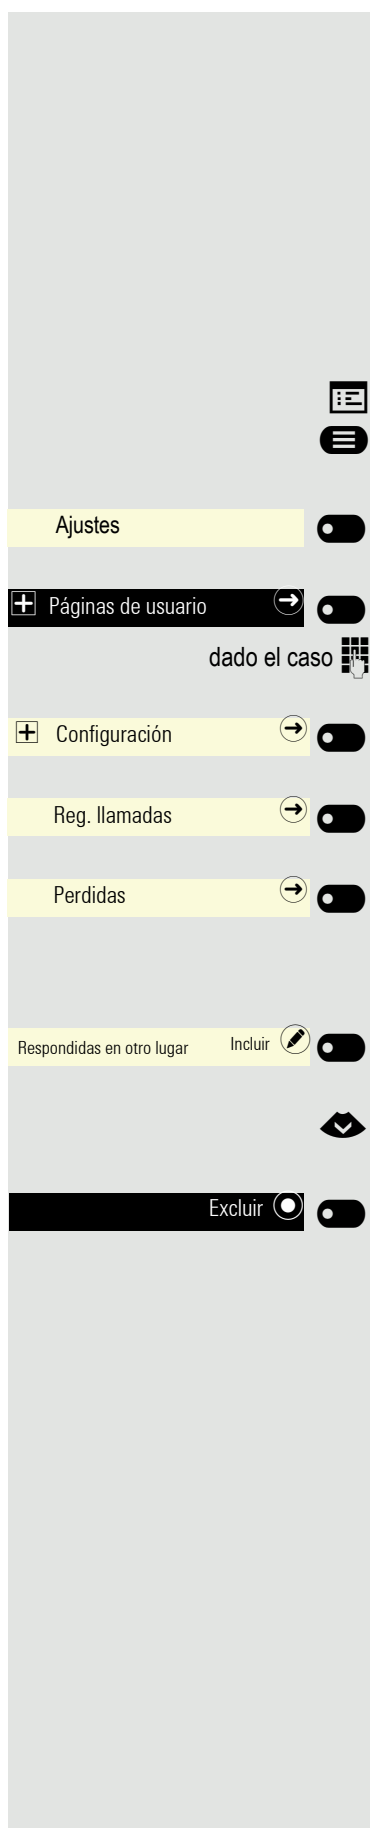 Ajustes
Páginas de usuario
dado el caso
Configuración
Reg. llamadas
Perdidas
Respondidas en otro lugar Incluir
Excluir